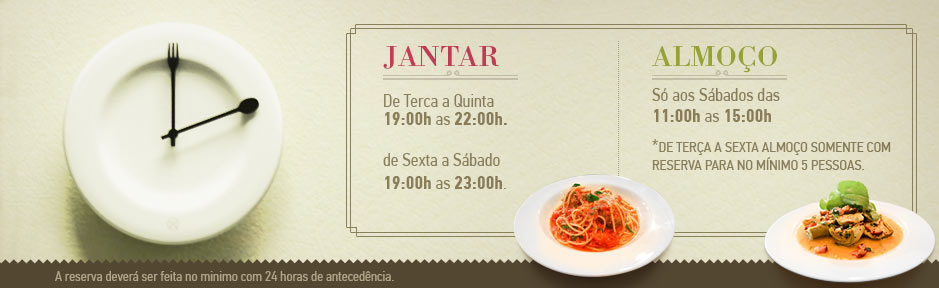 JANTAR
De Terca a Quinta
19:00h as 22:00h.
de Sexta a Sábado
19:00h as 23:00h.
ALMOÇO
Só aos Sábados das
11:00h as 15:00h
*DE TERÇA A SEXTA ALMOÇO SOMENTE COM
RESERVA PARA NO MÍNIMO 5 PESSOAS.
A reserva deverá ser feita no minimo com 24 horas de antecedência.